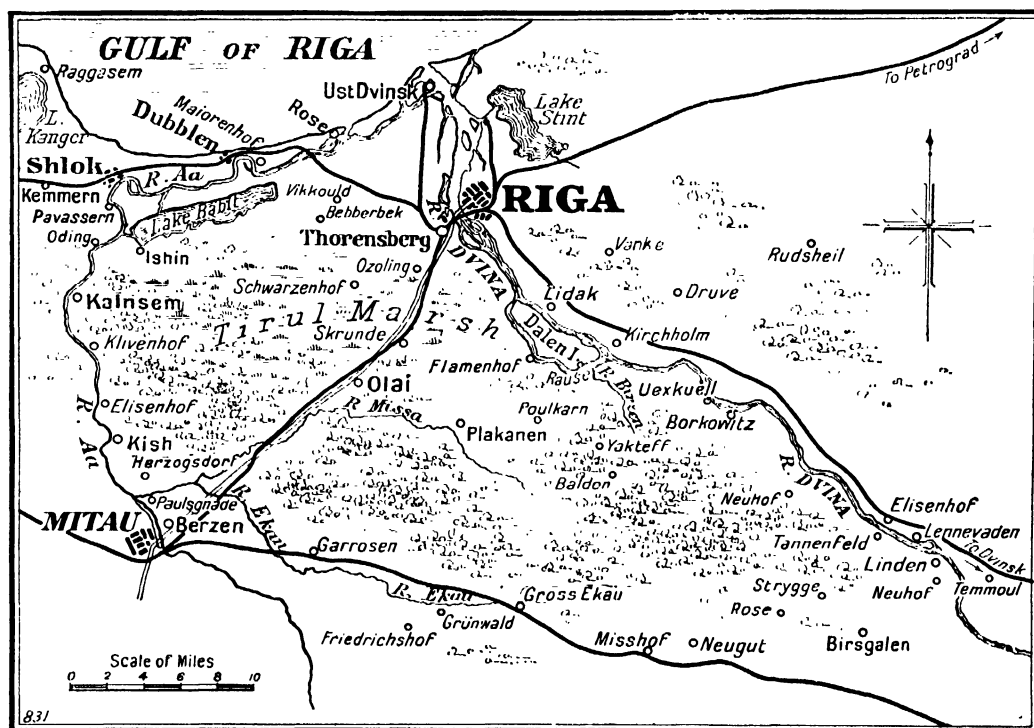 GULF OF RIGA
Raggasem
L. Kanger
Maiorenhof
Dubblen
Rose
Ust Dvinsk
Lake Stint
To Petrograd
Shlok
R. Aa
Kemmern
Pavassern
Oding
Lake Babit
Ishin
Vikkould
Bebberbek
Thorensberg
RIGA
DVINA
Ozoling
Schwarzenhof
Vanke
Rudsheil
Druve
Kalnsem
Tirul Marsh
Skrunde
Lidak
Dalen I.
Kirchholm
Klivenhof
Flamenhof
Rause
R. Birzen
Olai
Elisenhof
R. Missa
Poulkarn
Uexkuell
Borkowitz
R. Aa
Kish
Plakanen
Yakteff
Herzogsdorf
Baldon
R. DVINA
Neuhof
Elisenhof
Paulsgnade
R. Ekau
MITAU
Berzen
Garrosen
Tannenfeld
Lennevaden
To Dvinsk
Linden
Temmoul
R. Ekau
Gross Ekau
Strygge
Neuhof
Grünwald
Rose
Friedrichshof
Misshof
Neugut
Birsgalen
Scale of Miles
0 2 4 6 8 10
831